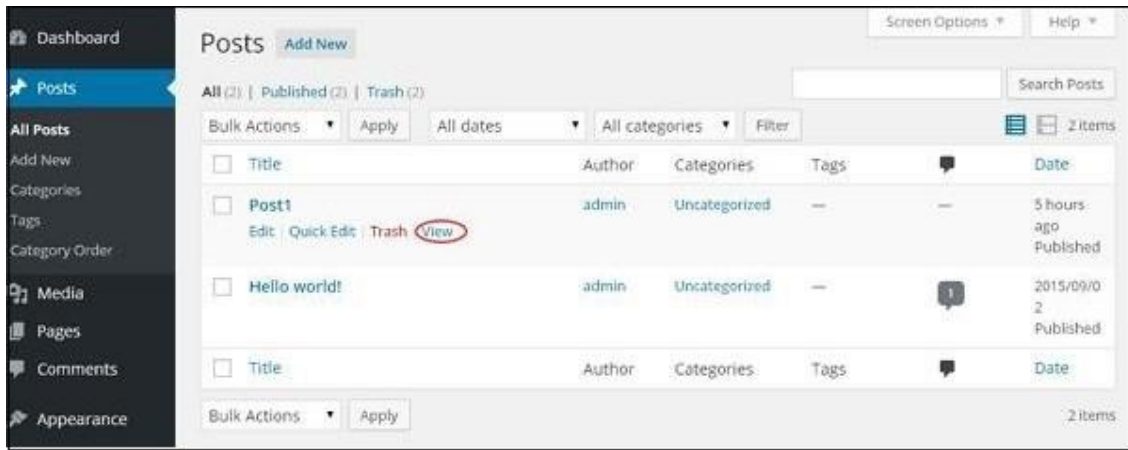 Dashboard
Posts
All Posts
Add New
Categories
Tags
Category Order
Media
Pages
Comments
Appearance
Screen Options ▼ Help ▼
Posts Add New
All (2) | Published (2) | Trash (2)
Search Posts
Bulk Actions ▼ Apply All dates ▼ All categories ▼ Filter 2 items
Title Author Categories Tags Date
Post1 admin Uncategorized — — 5 hours
ago
Published
Edit | Quick Edit | Trash | View
Hello world! admin Uncategorized — 1 2015/09/0
2
Published
Title Author Categories Tags Date
Bulk Actions ▼ Apply 2 items